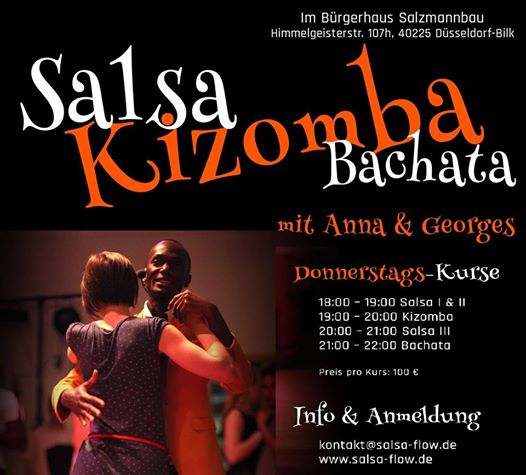 Im Bürgerhaus Salzmannbau
Himmelgeisterstr. 107h, 40225 Düsseldorf-Bilk
Salsa
Kizomba
Bachata
mit Anna & Georges
Donnerstags-Kurse
18:00 - 19:00 Salsa I & II
19:00 - 20:00 Kizomba
20:00 - 21:00 Salsa III
21:00 - 22:00 Bachata
Preis pro Kurs: 100 €
Info & Anmeldung
kontakt@salsa-flow.de
www.salsa-flow.de